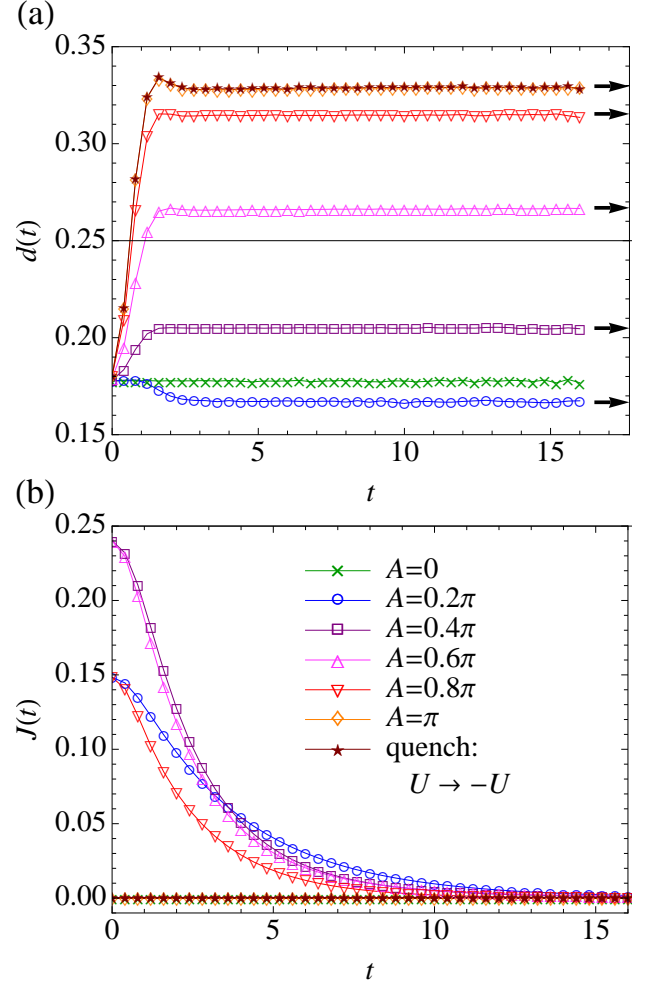 (a)
0.35
0.30
0.25
0.20
0.15
d(t)
0 5 10 15
t
(b)
0.25
0.20
0.15
0.10
0.05
0.00
J(t)
A=0
A=0.2π
A=0.4π
A=0.6π
A=0.8π
A=π
quench:
U → -U
0 5 10 15
t